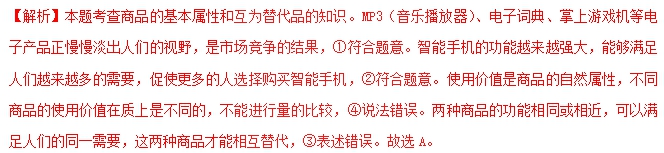 【解析】本题考查商品的基本属性和互为替代品的知识。MP3（音乐播放器）、电子词典、掌上游戏机等电
子产品正慢慢淡出人们的视野，是市场竞争的结果，①符合题意。智能手机的功能越来越强大，能够满足
人们越来越多的需要，促使更多的人选择购买智能手机，②符合题意。使用价值是商品的自然属性，不同
商品的使用价值在质上是不同的，不能进行量的比较，④说法错误。两种商品的功能相同或相近，可以满
足人们的同一需要，这两种商品才能相互替代，③表述错误。故选 A。